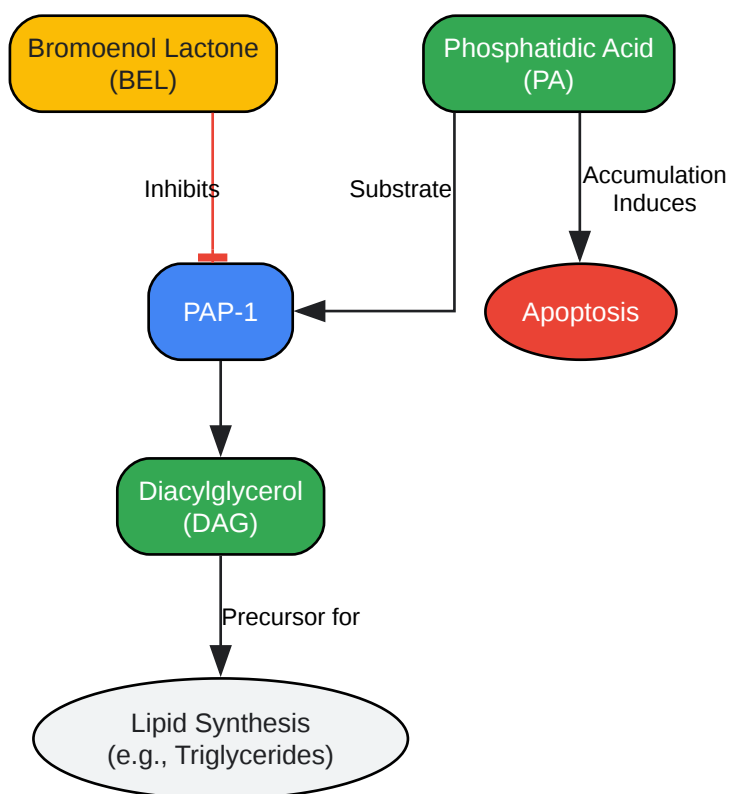 Bromoenol Lactone
(BEL)
Phosphatidic Acid
(PA)
Inhibits
Substrate
Accumulation
Induces
PAP-1
Apoptosis
Diacylglycerol
(DAG)
Precursor for
Lipid Synthesis
(e.g., Triglycerides)